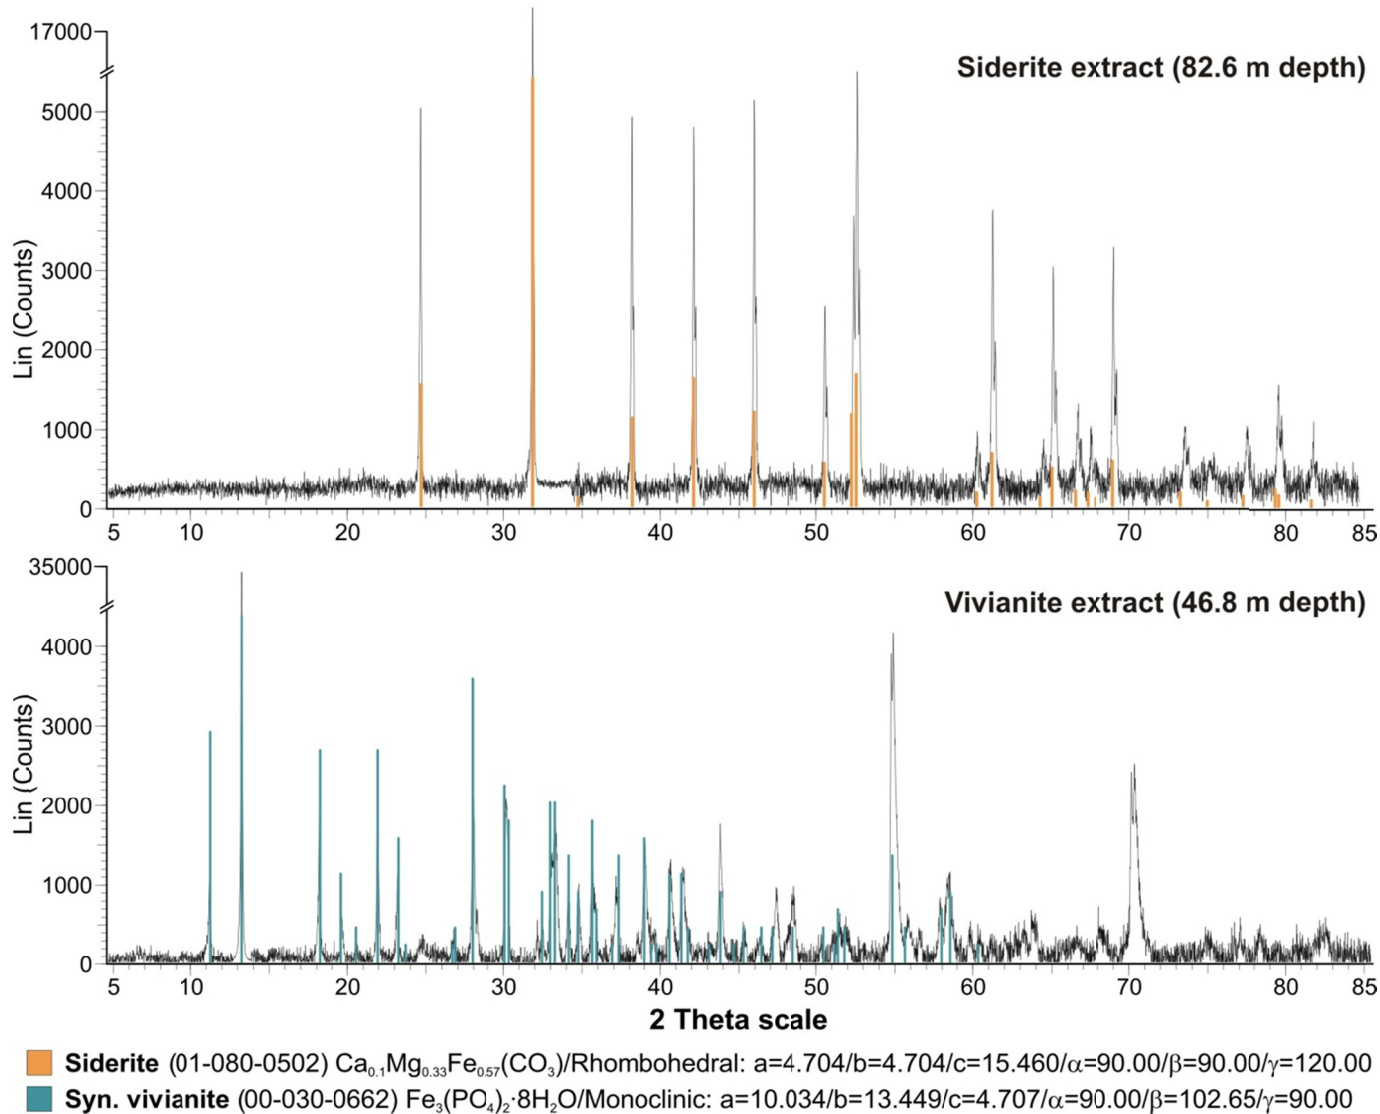 17000
Siderite extract (82.6 m depth)
5000
4000
3000
2000
1000
0
Lin (Counts)
5 10 20 30 40 50 60 70 80 85
35000
Vivianite extract (46.8 m depth)
4000
3000
2000
1000
0
Lin (Counts)
5 10 20 30 40 50 60 70 80 85
2 Theta scale
Siderite (01-080-0502) Ca₀.₁Mg₀.₃₃Fe₀.₅₇(CO₃)/Rhombohedral: a=4.704/b=4.704/c=15.460/α=90.00/β=90.00/γ=120.00
Syn. vivianite (00-030-0662) Fe₃(PO₄)₂·8H₂O/Monoclinic: a=10.034/b=13.449/c=4.707/α=90.00/β=102.65/γ=90.00